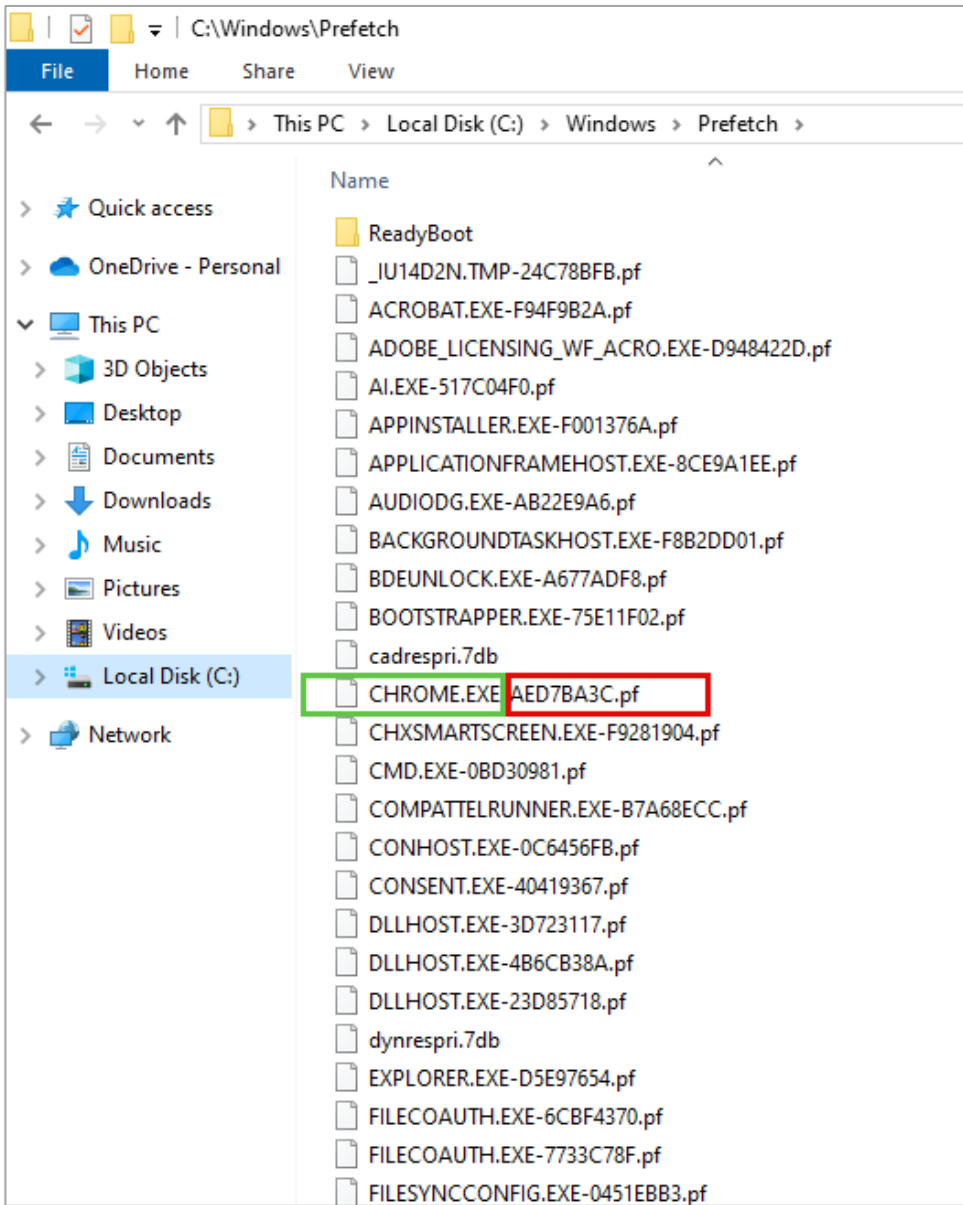 C:\Windows\Prefetch
File Home Share View
This PC > Local Disk (C:) > Windows > Prefetch >
Name
Quick access
OneDrive - Personal
This PC
3D Objects
Desktop
Documents
Downloads
Music
Pictures
Videos
Local Disk (C:)
Network
ReadyBoot
_IU14D2N.TMP-24C78BFB.pf
ACROBAT.EXE-F94F9B2A.pf
ADOBE_LICENSING_WF_ACRO.EXE-D948422D.pf
AI.EXE-517C04F0.pf
APPINSTALLER.EXE-F001376A.pf
APPLICATIONFRAMEHOST.EXE-8CE9A1EE.pf
AUDIODG.EXE-AB22E9A6.pf
BACKGROUNDTASKHOST.EXE-F8B2DD01.pf
BDEUNLOCK.EXE-A677ADF8.pf
BOOTSTRAPPER.EXE-75E11F02.pf
cadrespri.7db
CHROME.EXE-AED7BA3C.pf
CHXSMARTSCREEN.EXE-F9281904.pf
CMD.EXE-0BD30981.pf
COMPATTELRUNNER.EXE-B7A68ECC.pf
CONHOST.EXE-0C6456FB.pf
CONSENT.EXE-40419367.pf
DLLHOST.EXE-3D723117.pf
DLLHOST.EXE-4B6CB38A.pf
DLLHOST.EXE-23D85718.pf
dynrespri.7db
EXPLORER.EXE-D5E97654.pf
FILECOAUTH.EXE-6CBF4370.pf
FILECOAUTH.EXE-7733C78F.pf
FILESYNCCONFIG.EXE-0451EBB3.pf